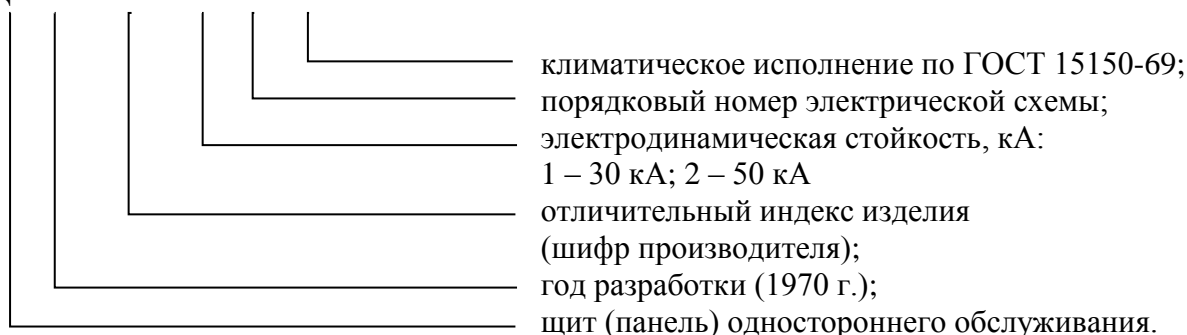 климатическое исполнение по ГОСТ 15150-69;
порядковый номер электрической схемы;
электродинамическая стойкость, кА:
1 – 30 кА; 2 – 50 кА
отличительный индекс изделия
(шифр производителя);
год разработки (1970 г.);
щит (панель) одностороннего обслуживания.